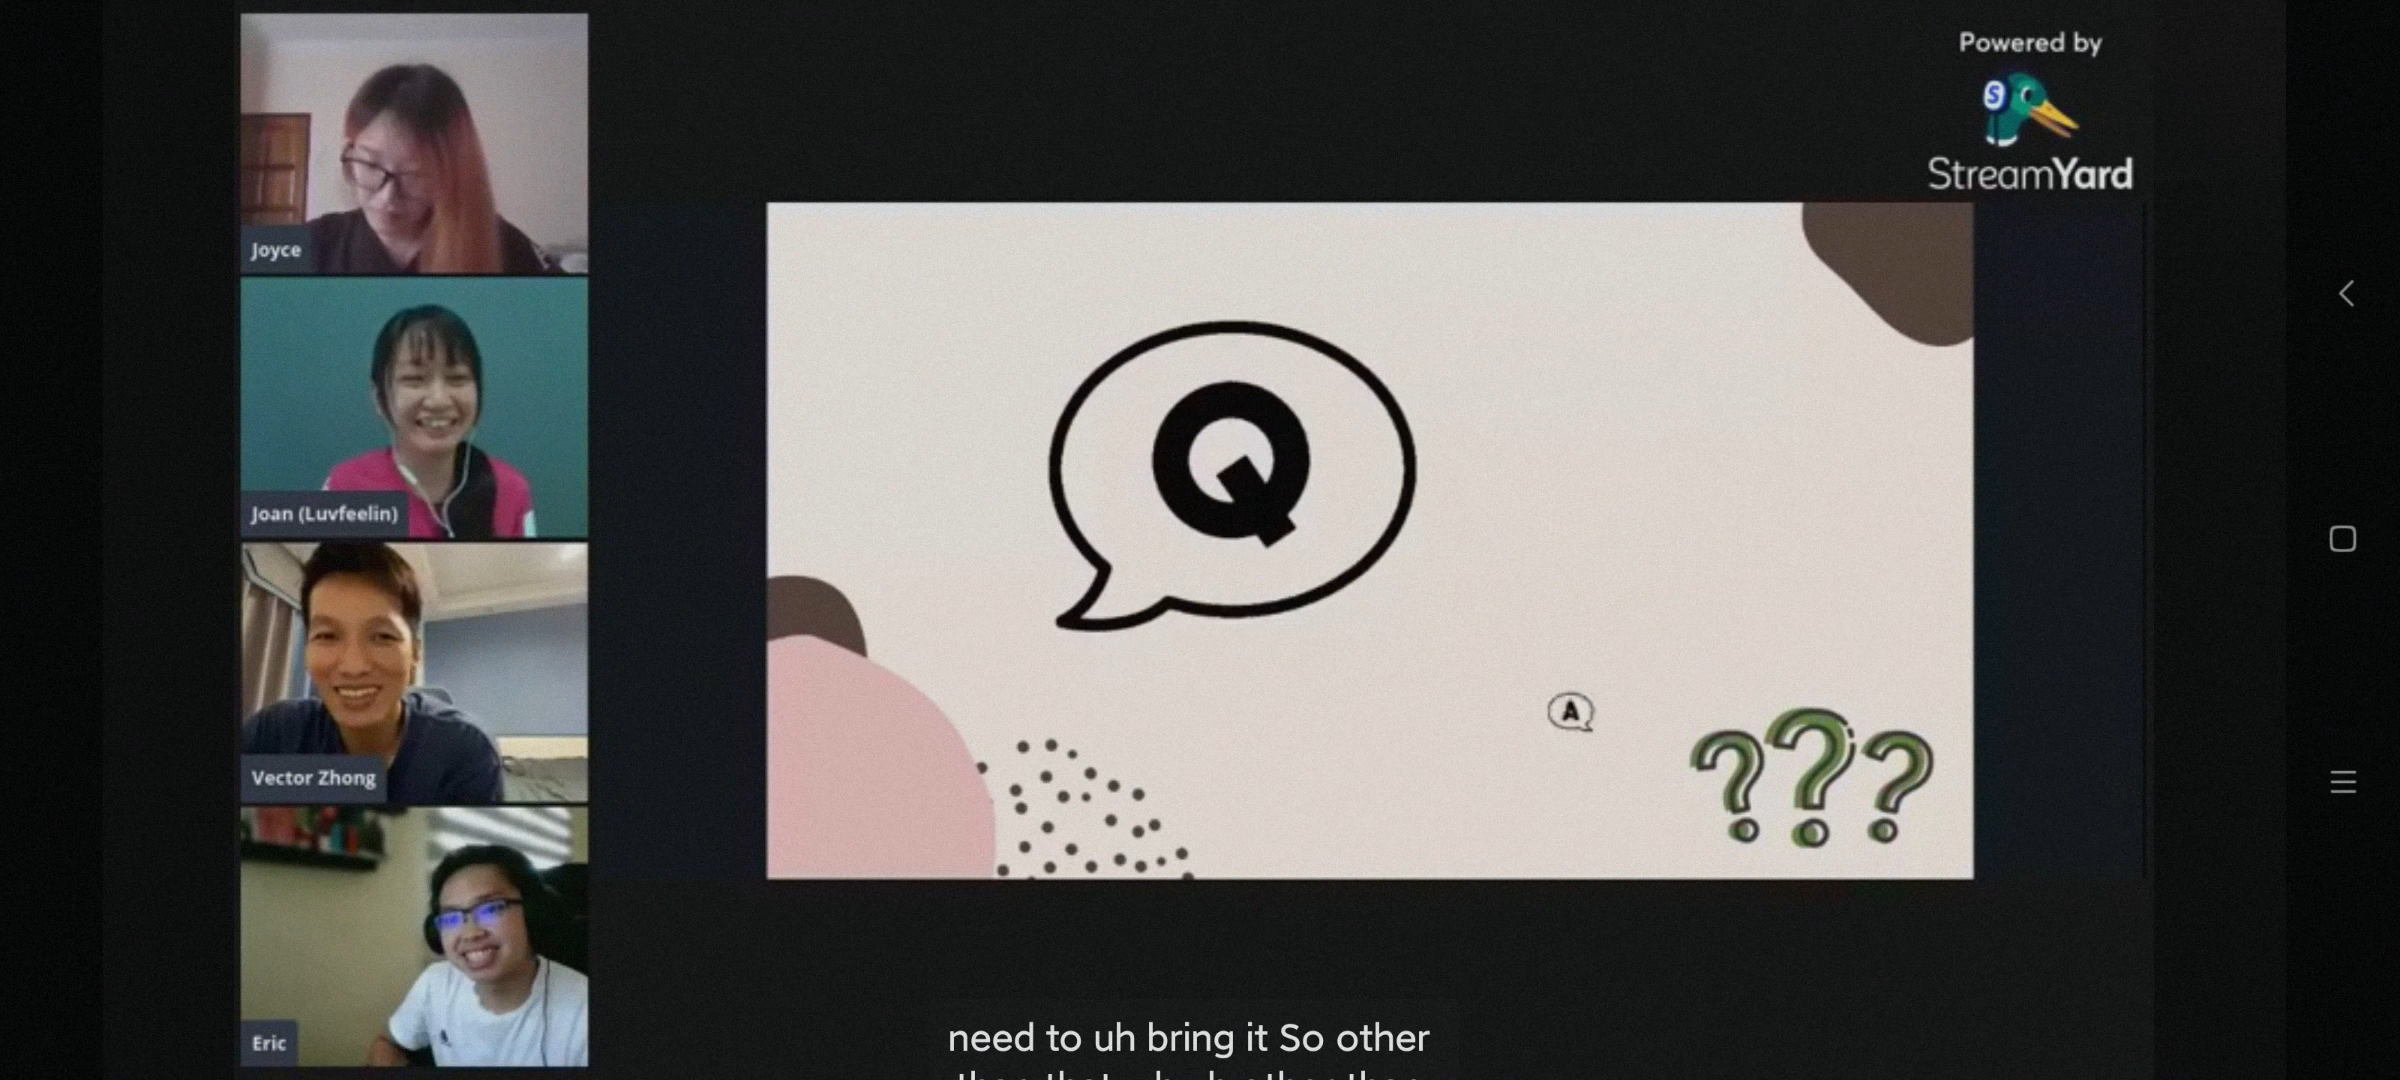 Powered by
S
StreamYard
Joyce
Joan (Luvfeelin)
Vector Zhong
Eric
Q
A
???
need to uh bring it So other